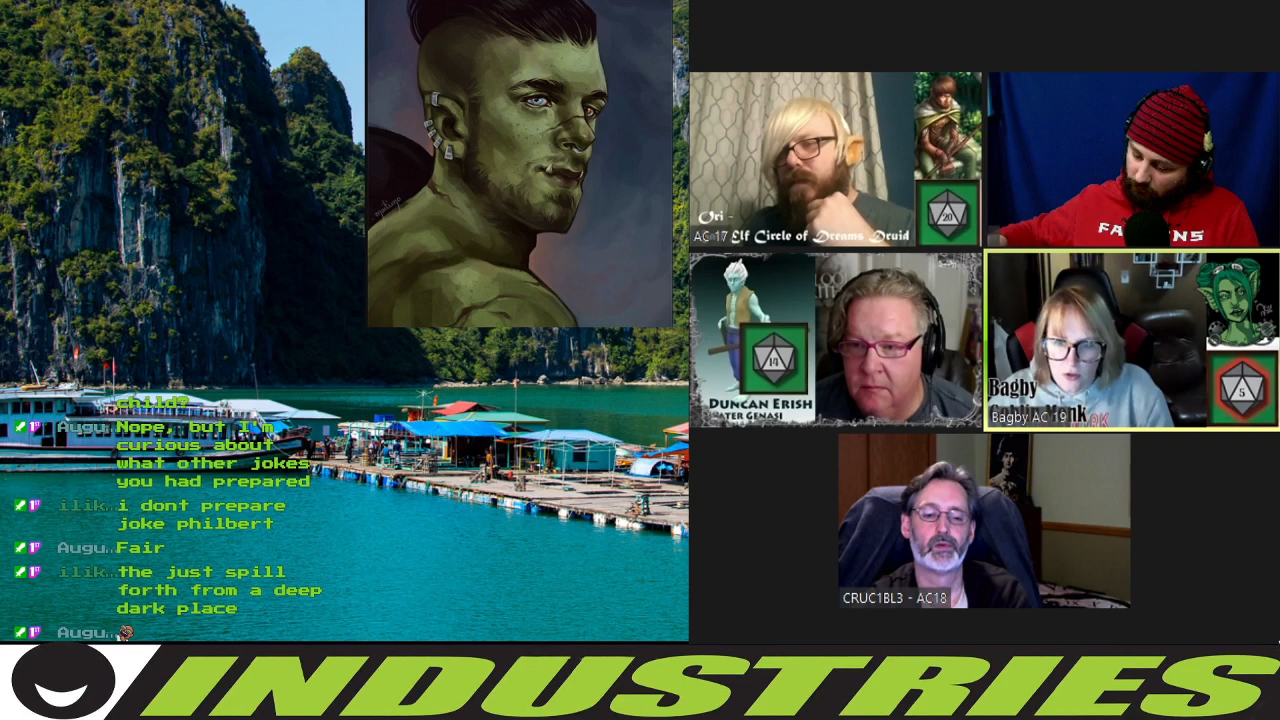 child?
Augu.. Nope, but I'm
curious about
what other jokes
you had prepared
ilik.. i dont prepare
joke philbert
Augu.. Fair
ilik.. the just spill
forth from a deep
dark place
Augu..
Ori -
AC 17 Elf Circle of Dreams Druid
20
14
DUNCAN ERISH
WATER GENASI
Bagby
Bagby AC 19
5
CRUC1BL3 - AC18
INDUSTRIES